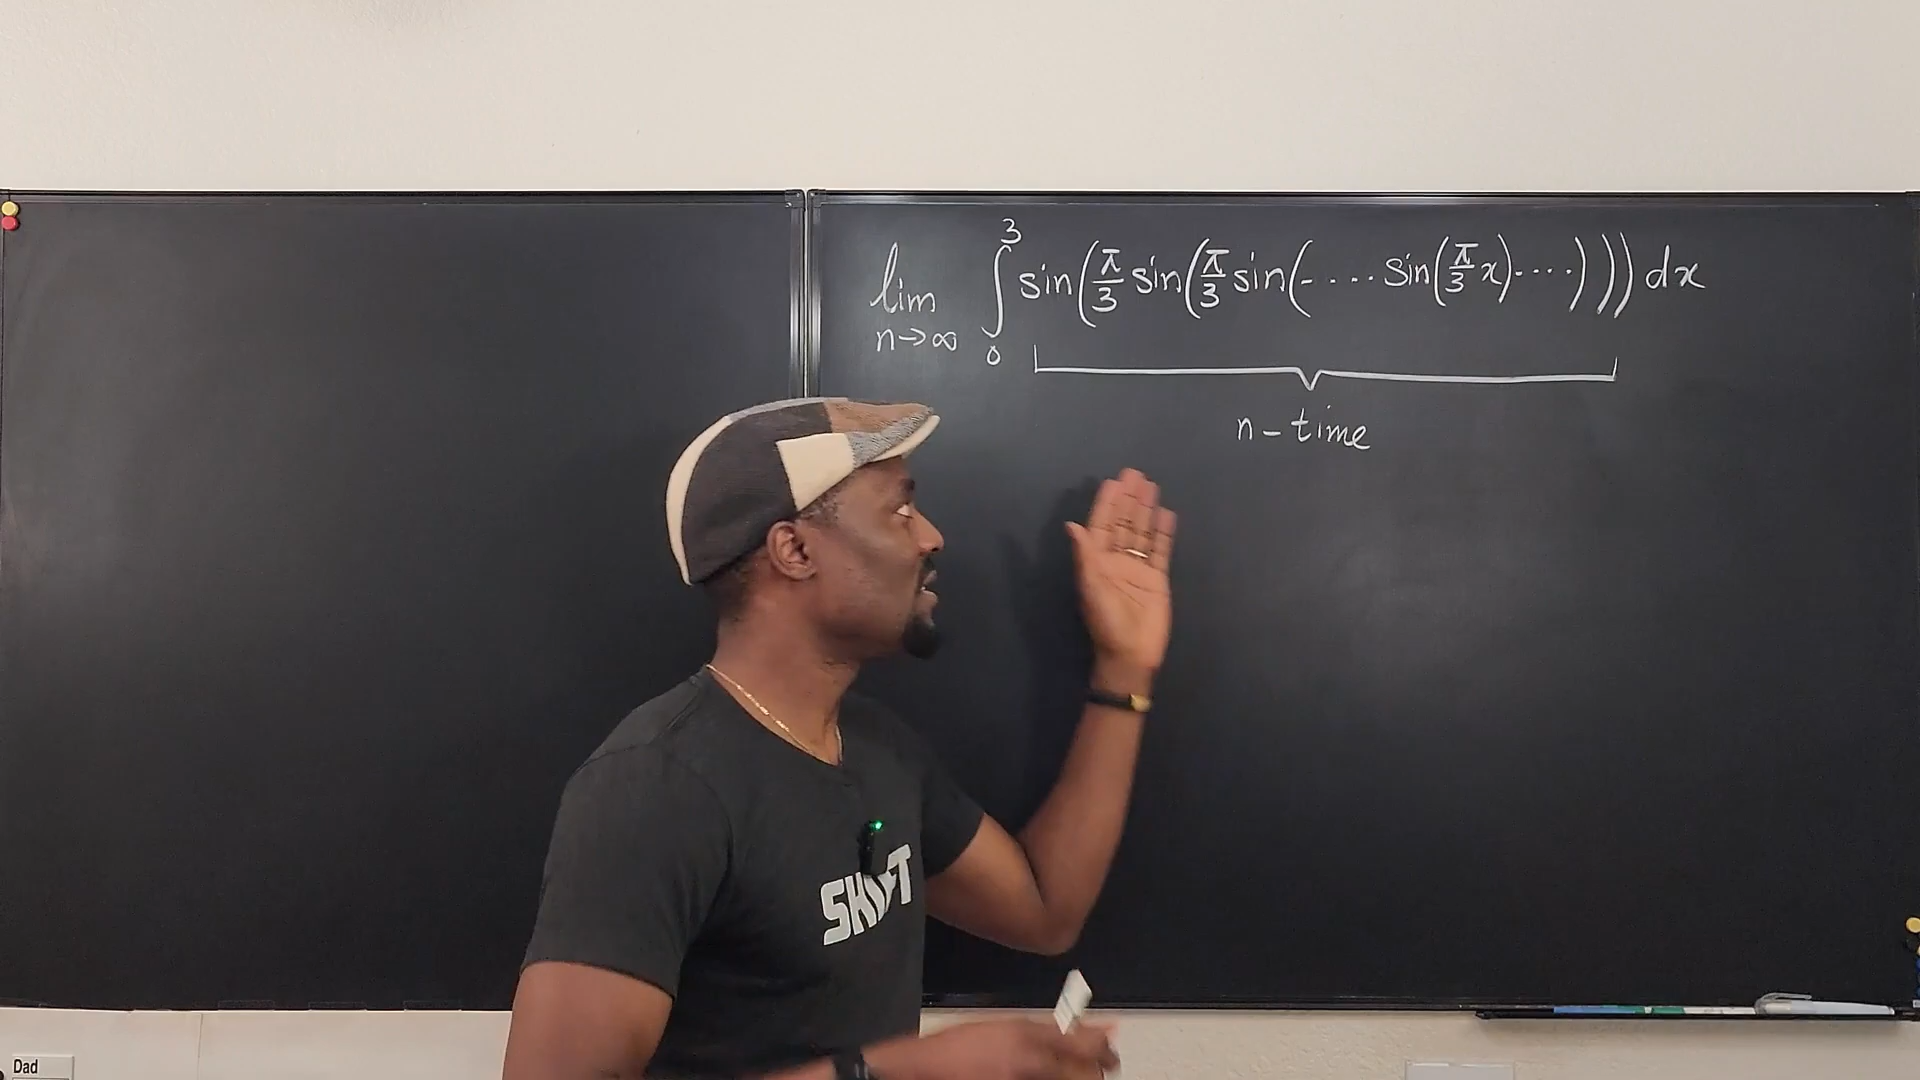 lim n→∞ ∫₀³ sin(π/3 sin(π/3 sin(-···· sin(π/3 x)····)))dx
n-time
SHIFT
Dad